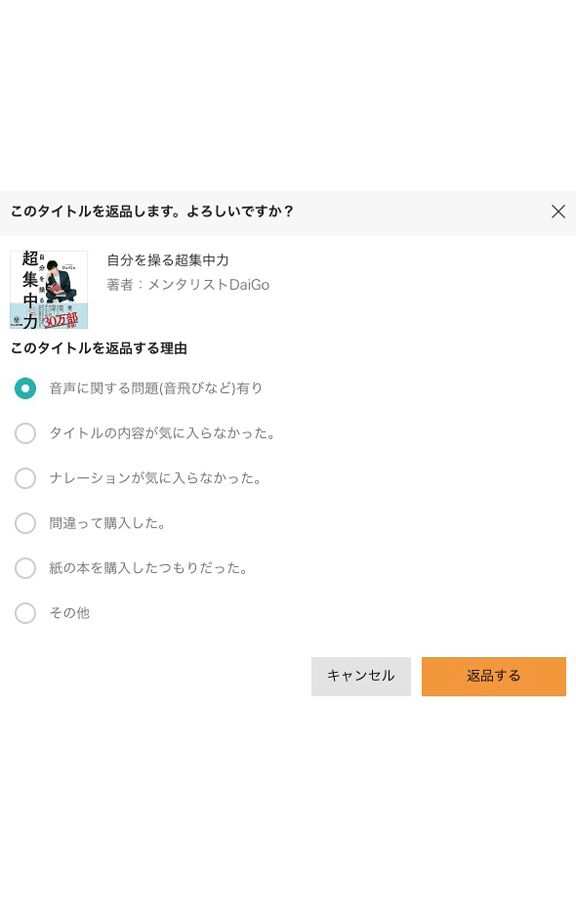 このタイトルを返品します。よろしいですか？
自分を操る
超集中力
DaiGo
30万部
自分を操る超集中力
著者：メンタリストDaiGo
このタイトルを返品する理由
音声に関する問題(音飛びなど)有り
タイトルの内容が気に入らなかった。
ナレーションが気に入らなかった。
間違って購入した。
紙の本を購入したつもりだった。
その他
キャンセル
返品する